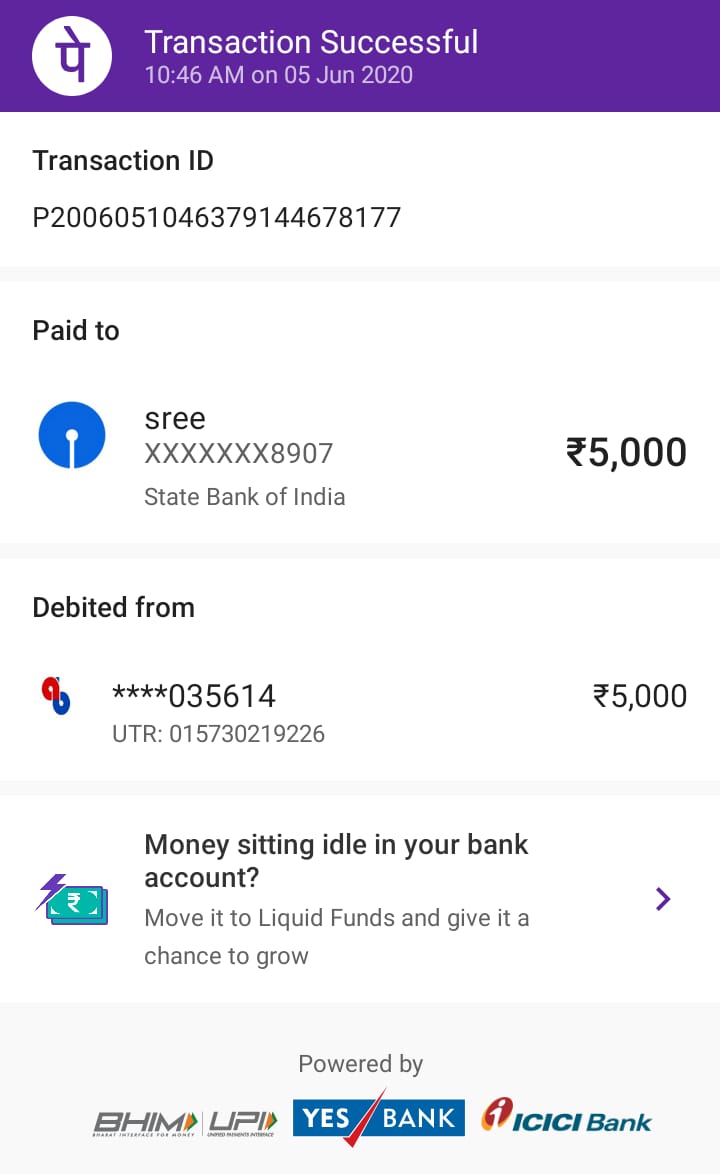 पे
Transaction Successful
10:46 AM on 05 Jun 2020
Transaction ID
P2006051046379144678177
Paid to
sree
XXXXXXX8907
₹5,000
State Bank of India
Debited from
****035614
₹5,000
UTR: 015730219226
Money sitting idle in your bank
account?
₹
Move it to Liquid Funds and give it a
chance to grow
Powered by
BHIM UPI YES BANK ICICI Bank
BHARAT INTERFACE FOR MONEY UNIFIED PAYMENTS INTERFACE